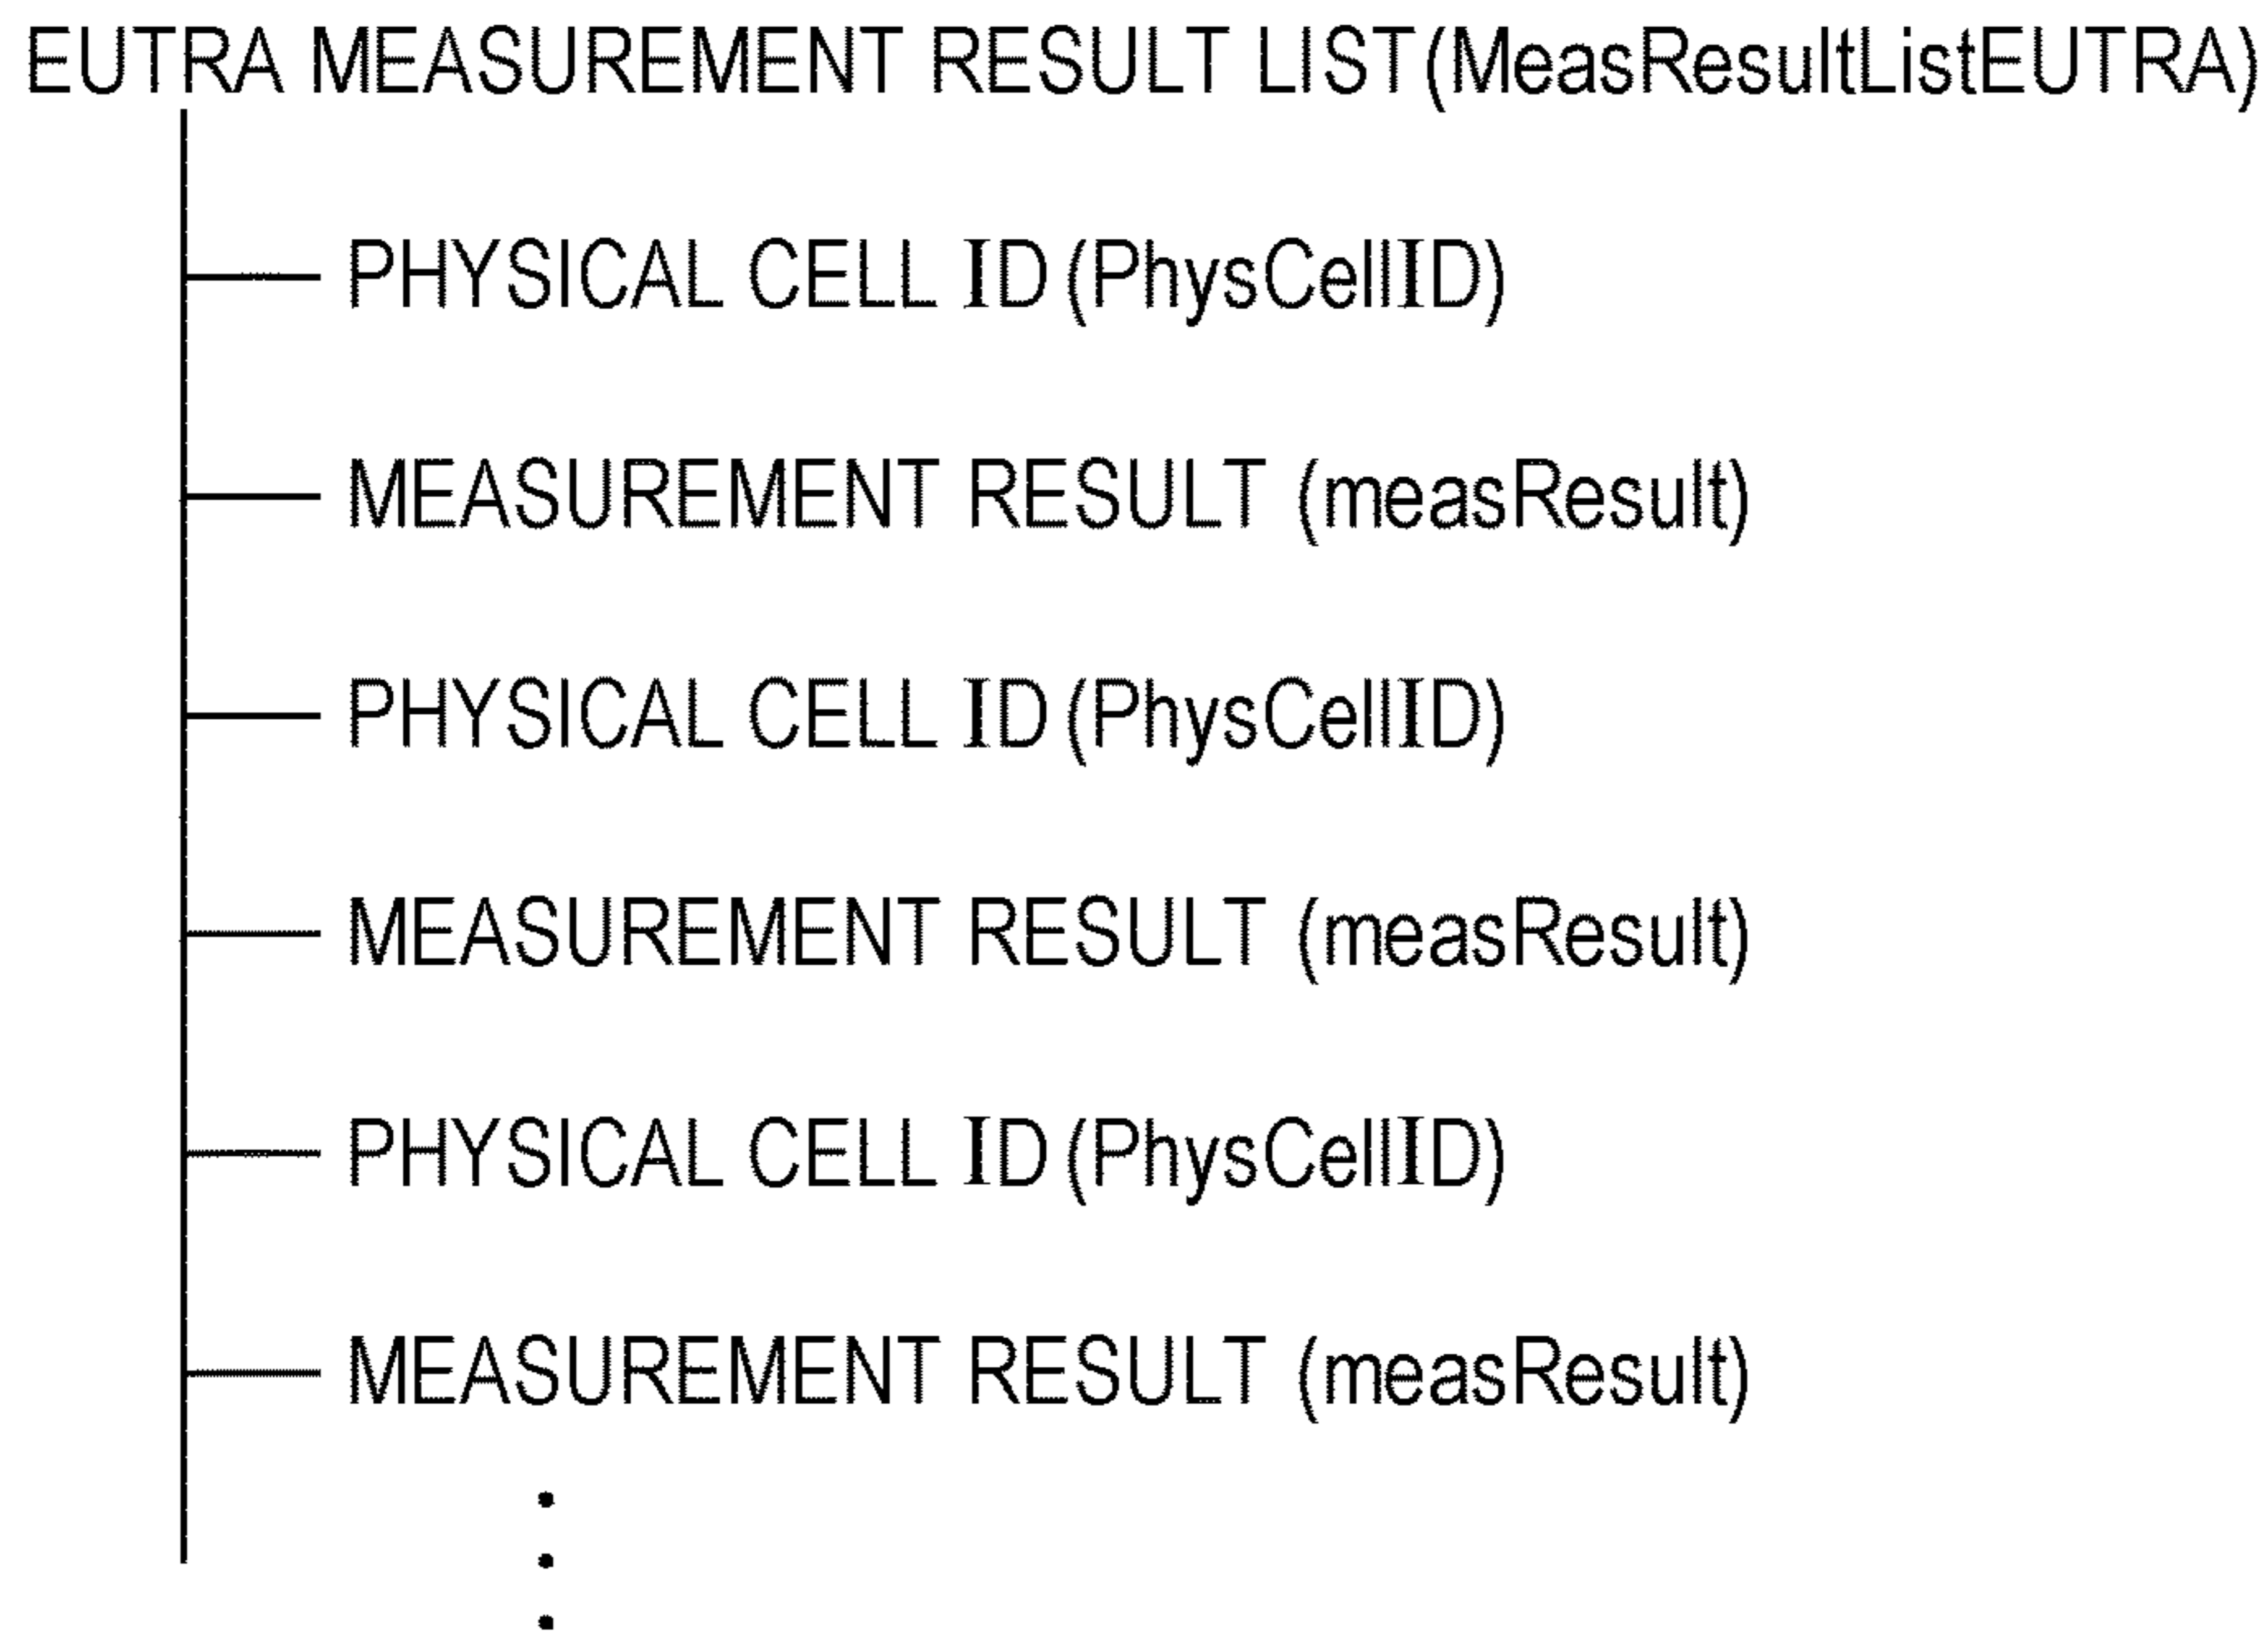 EUTRA MEASUREMENT RESULT LIST(MeasResultListEUTRA)
PHYSICAL CELL ID (PhysCellID)
MEASUREMENT RESULT (measResult)
PHYSICAL CELL ID (PhysCellID)
MEASUREMENT RESULT (measResult)
PHYSICAL CELL ID (PhysCellID)
MEASUREMENT RESULT (measResult)